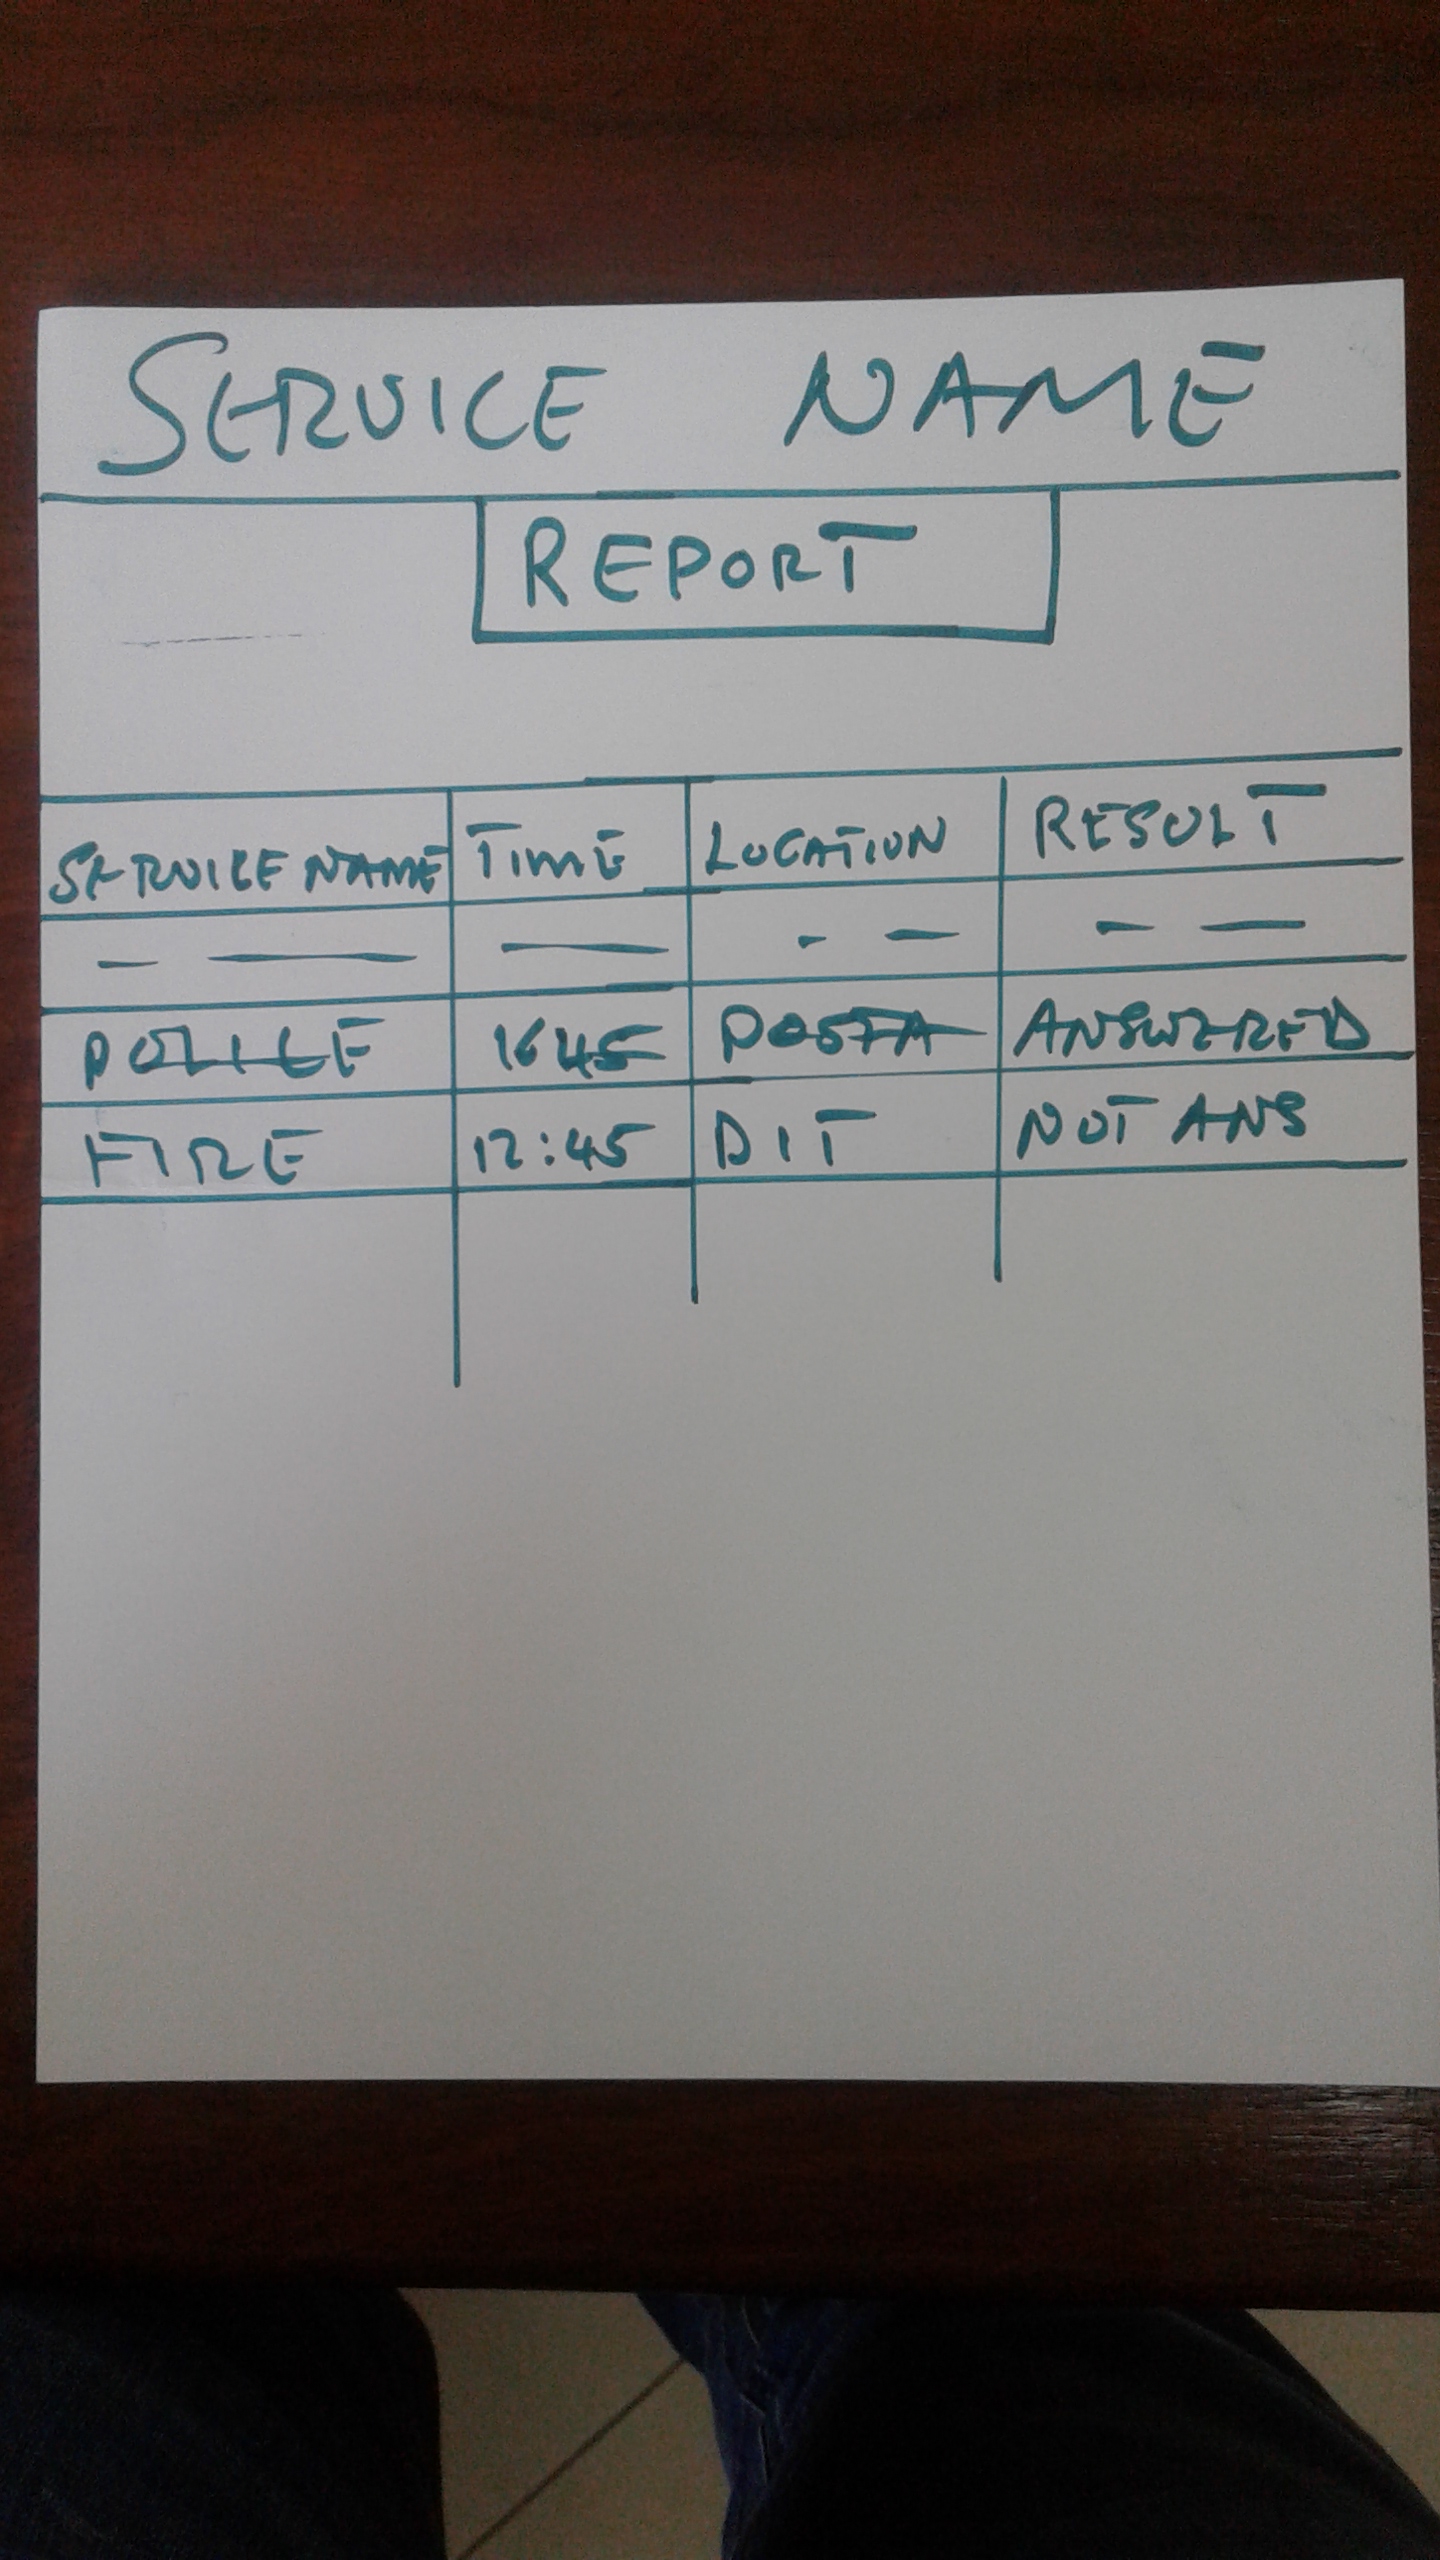 SERVICE NAME
REPORT
SERVICE NAME TIME LOCATION RESULT
- — — - — - —
POLICE 1645 POSTA ANSWERED
FIRE 12:45 DIT NOT ANS